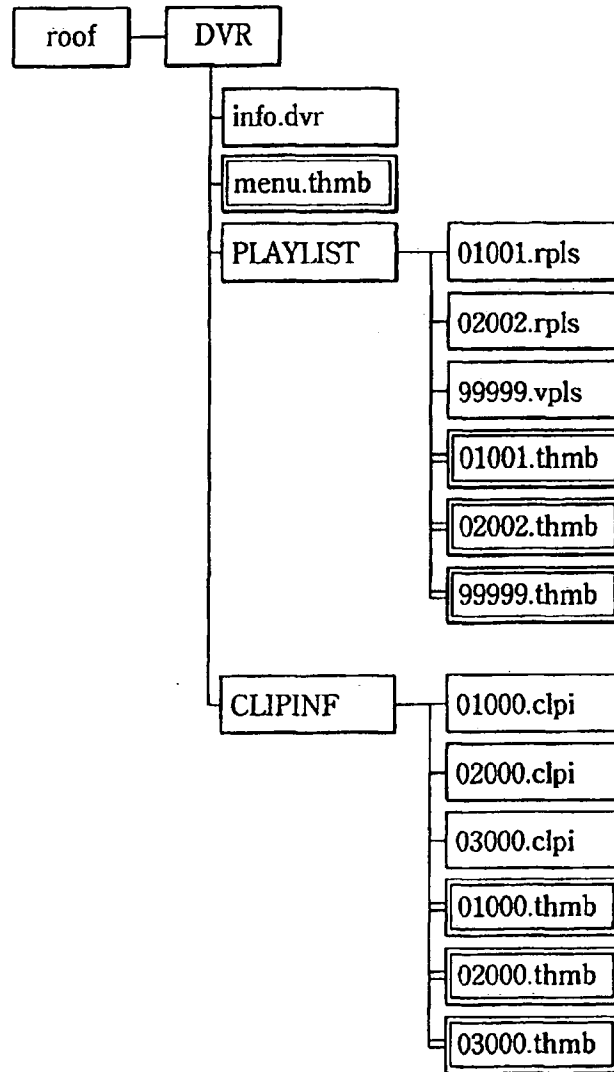 roof DVR
info.dvr
menu.thmb
PLAYLIST
01001.rpls
02002.rpls
99999.vpls
01001.thmb
02002.thmb
99999.thmb
CLIPINF
01000.clpi
02000.clpi
03000.clpi
01000.thmb
02000.thmb
03000.thmb